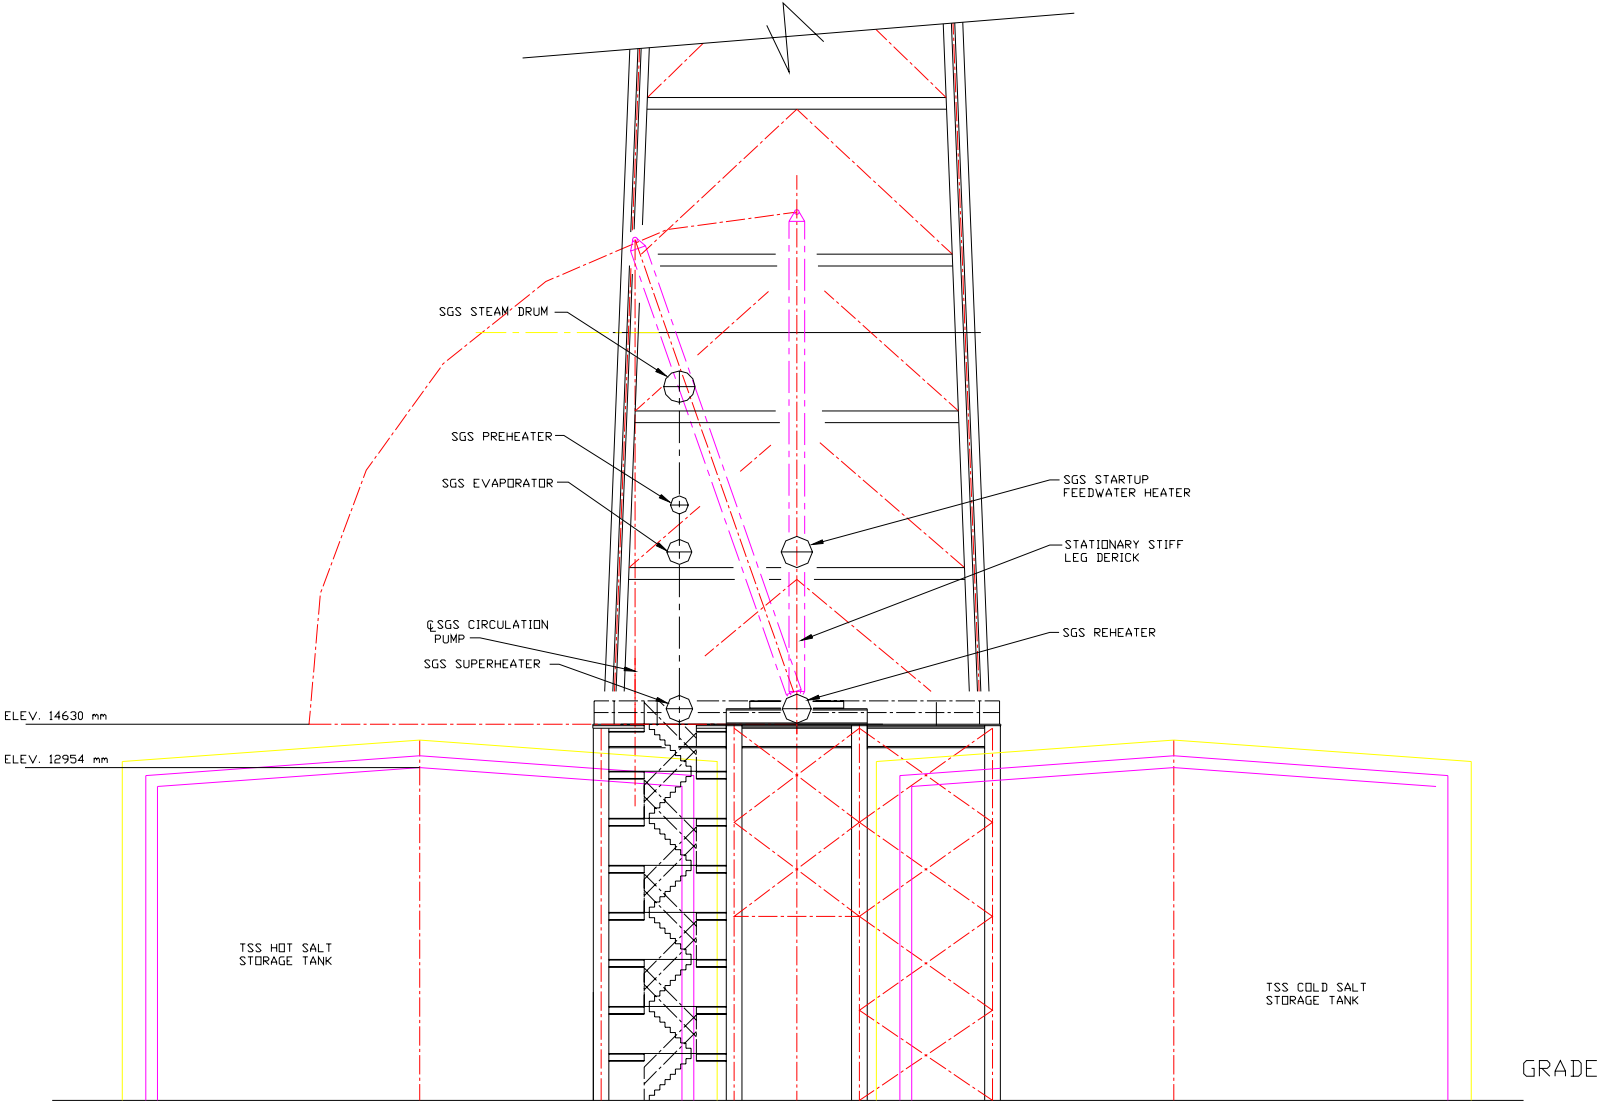 SGS STEAM DRUM
SGS PREHEATER
SGS EVAPORATOR
SGS STARTUP
FEEDWATER HEATER
STATIONARY STIFF
LEG DERICK
℄ SGS CIRCULATION
PUMP
SGS REHEATER
SGS SUPERHEATER
ELEV. 14630 mm
ELEV. 12954 mm
TSS HOT SALT
STORAGE TANK
TSS COLD SALT
STORAGE TANK
GRADE